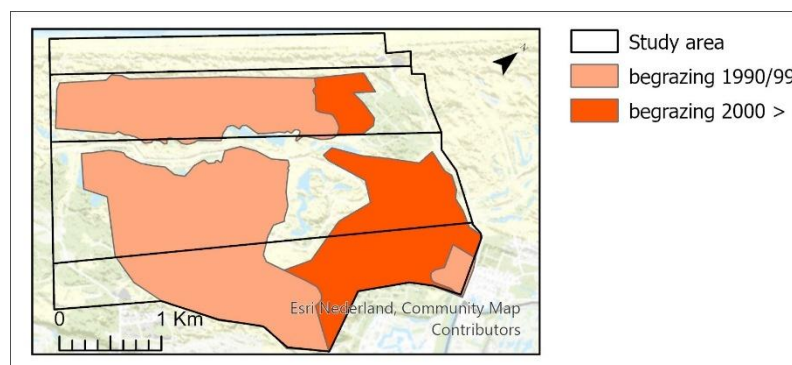 Study area
begrazing 1990/99
begrazing 2000 >
Esri Nederland, Community Map
Contributors
0 1 Km